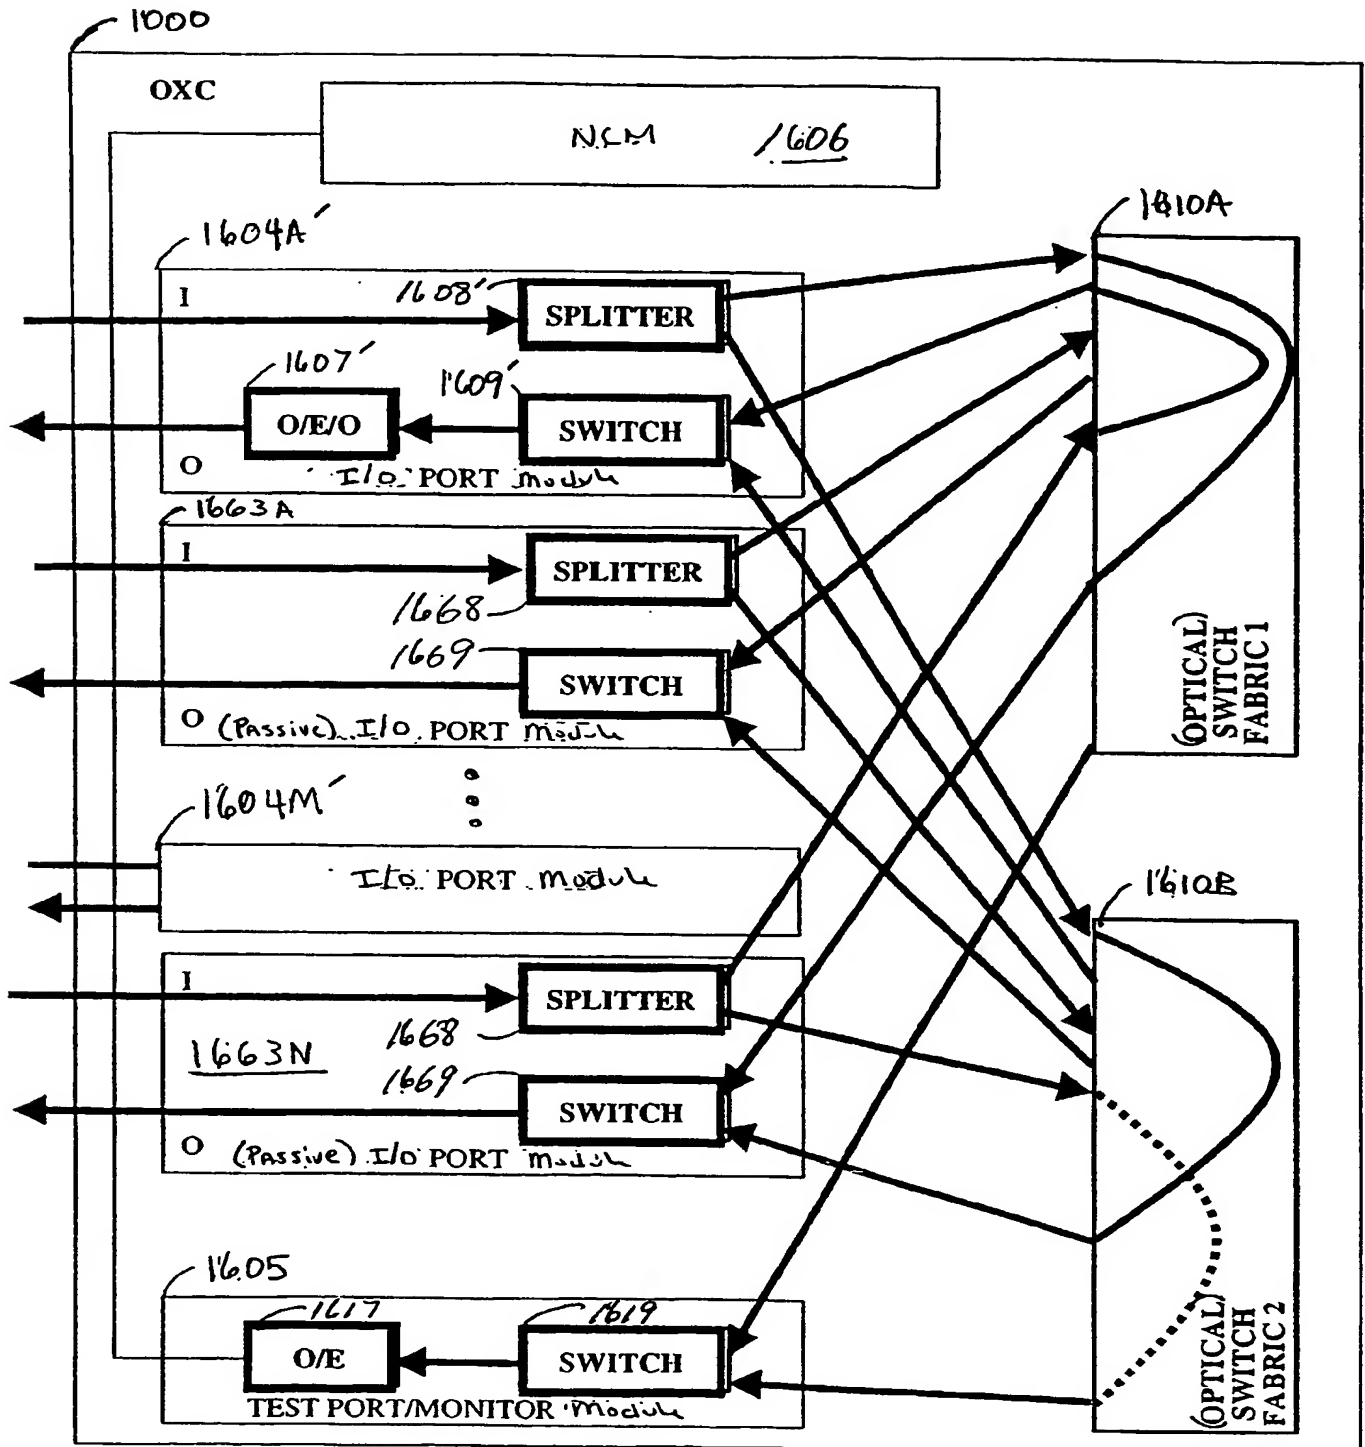 1000
OXC
NCM 1606
1610A
1604A'
I
1608'
SPLITTER
1607'
1609'
O/E/O
SWITCH
O
I/O PORT Module
1663A
I
SPLITTER
1668
1669
SWITCH
O (Passive) I/O PORT Module
(OPTICAL)
SWITCH
FABRIC 1
1604M'
I/O PORT Module
1610B
I
SPLITTER
1668
1663N
1669
SWITCH
O (Passive) I/O PORT Module
1605
1617
1619
O/E
SWITCH
TEST PORT/MONITOR Module
(OPTICAL)
SWITCH
FABRIC 2